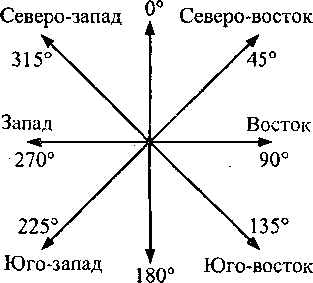 0°
Северо-запад
Северо-восток
315°
45°
Запад
Восток
270°
90°
225°
135°
Юго-запад
180°
Юго-восток